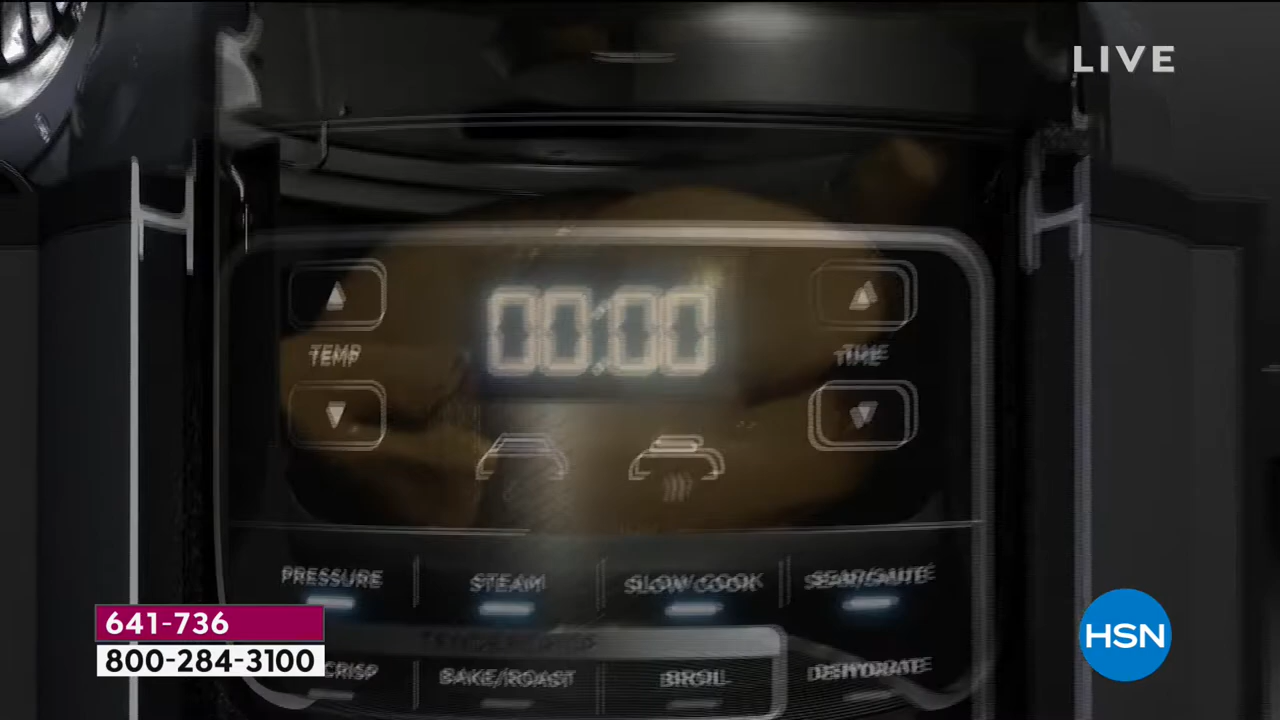 LIVE
00:00
TEMP
TIME
PRESSURE
STEAM
SLOW COOK
SEAR/SAUTÉ
TENDERCRISP
CRISP
BAKE/ROAST
BROIL
DEHYDRATE
641-736
800-284-3100
HSN